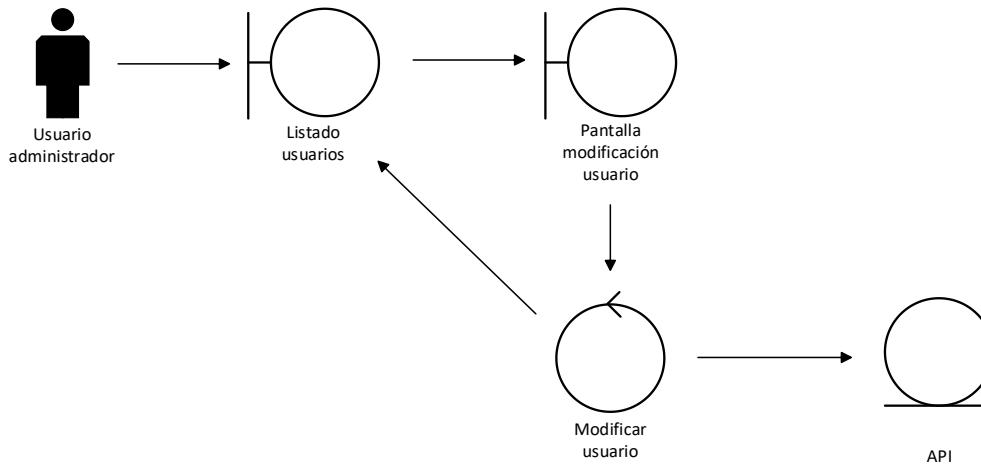 Usuario
administrador
Listado
usuarios
Pantalla
modificación
usuario
Modificar
usuario
API